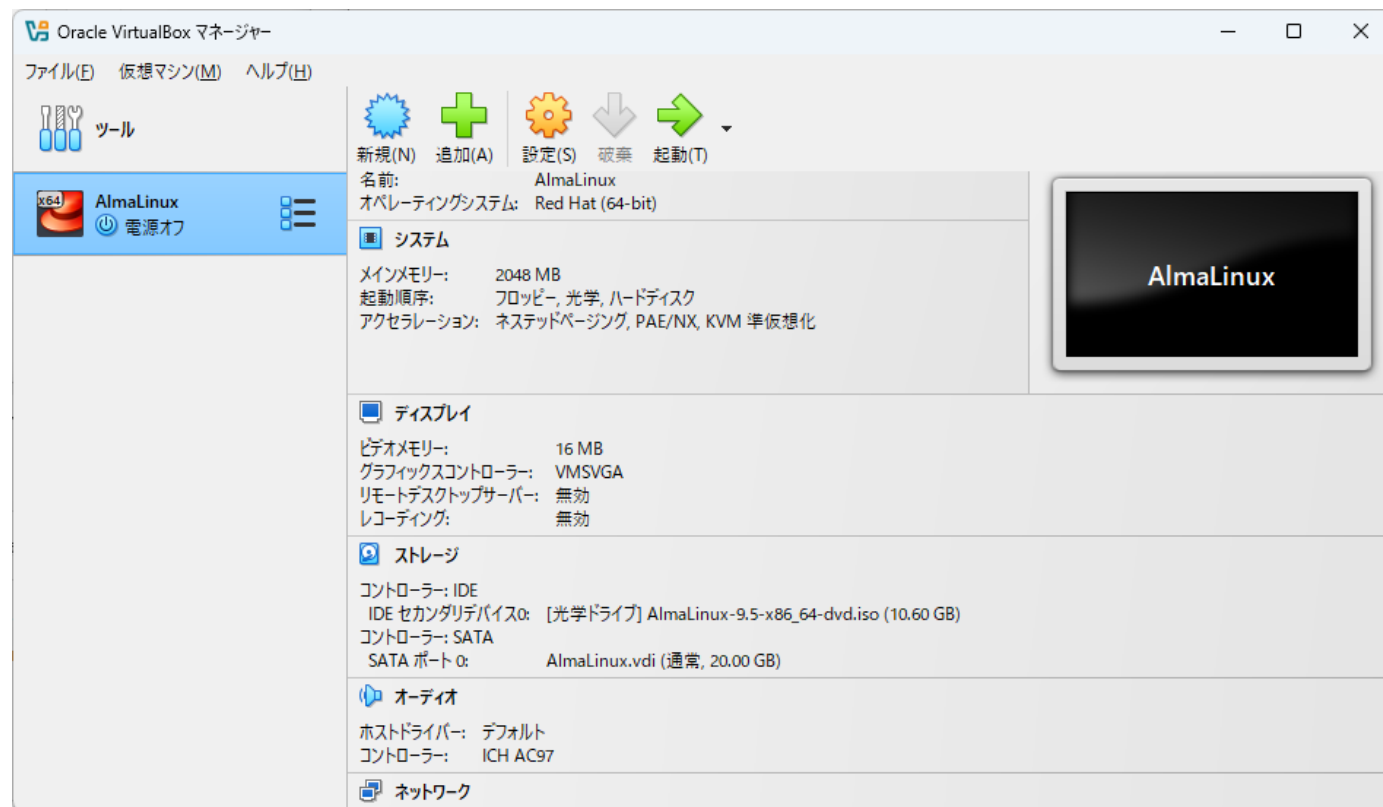 Oracle VirtualBox マネージャー
ファイル(F) 仮想マシン(M) ヘルプ(H)
ツール
新規(N) 追加(A) 設定(S) 破棄 起動(T)
x64
AlmaLinux
電源オフ
名前: AlmaLinux
オペレーティングシステム: Red Hat (64-bit)
システム
メインメモリー: 2048 MB
起動順序: フロッピー, 光学, ハードディスク
アクセラレーション: ネステッドページング, PAE/NX, KVM 準仮想化
AlmaLinux
ディスプレイ
ビデオメモリー: 16 MB
グラフィックスコントローラー: VMSVGA
リモートデスクトップサーバー: 無効
レコーディング: 無効
ストレージ
コントローラー: IDE
IDE セカンダリデバイス0: [光学ドライブ] AlmaLinux-9.5-x86_64-dvd.iso (10.60 GB)
コントローラー: SATA
SATA ポート 0: AlmaLinux.vdi (通常, 20.00 GB)
オーディオ
ホストドライバー: デフォルト
コントローラー: ICH AC97
ネットワーク